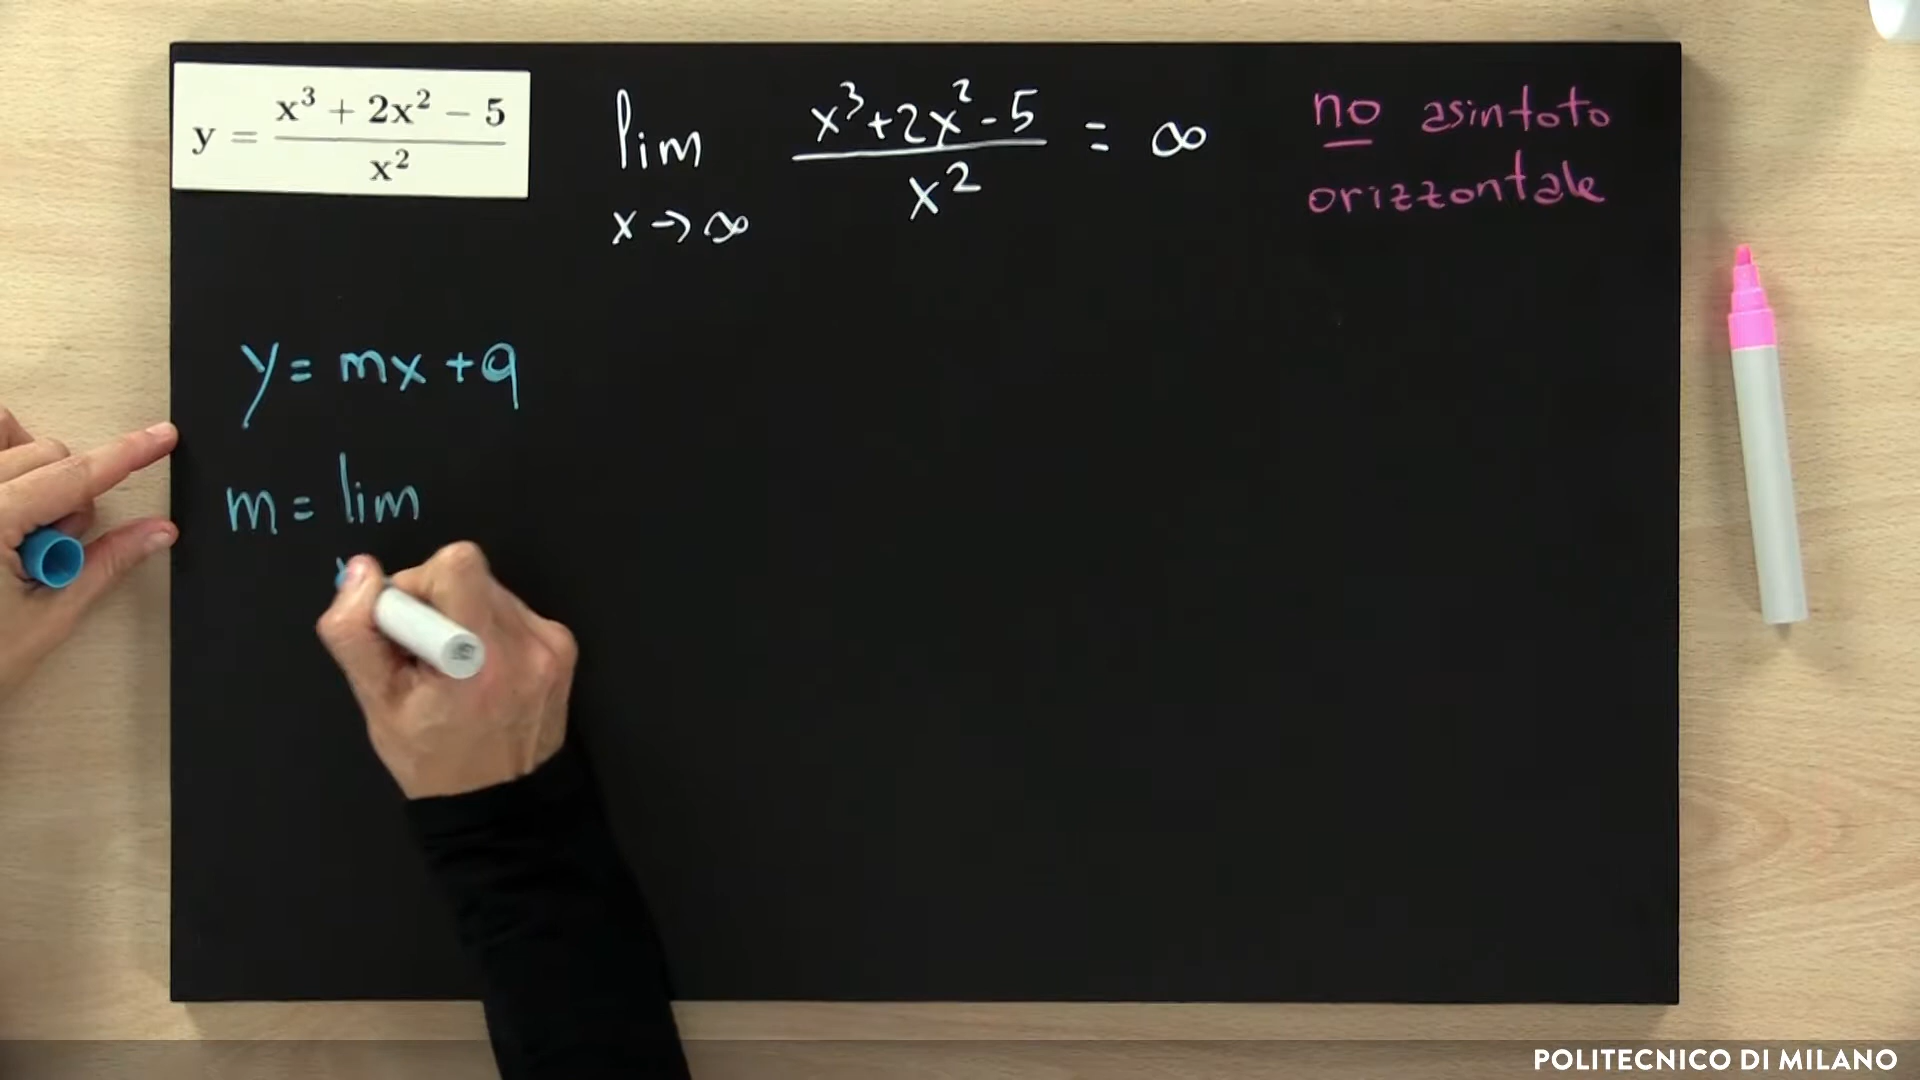 y = (x³ + 2x² − 5) / x²
lim x→∞ (x³+2x²-5) / x² = ∞
no asintoto
orizzontale
y = mx + q
m = lim
POLITECNICO DI MILANO